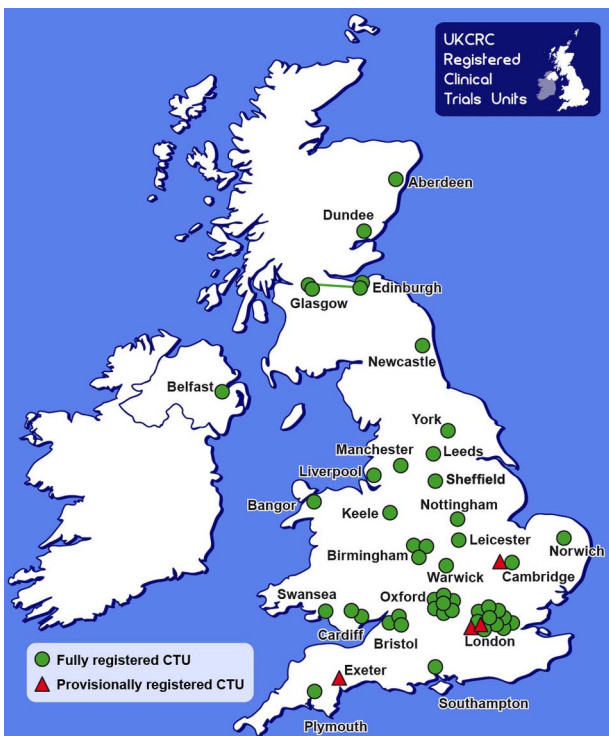 UKCRC
Registered
Clinical
Trials Units
Aberdeen
Dundee
Edinburgh
Glasgow
Newcastle
Belfast
York
Leeds
Manchester
Liverpool
Sheffield
Bangor
Keele
Nottingham
Leicester
Norwich
Birmingham
Warwick
Cambridge
Swansea
Oxford
Cardiff
Bristol
London
Fully registered CTU
Provisionally registered CTU
Exeter
Southampton
Plymouth